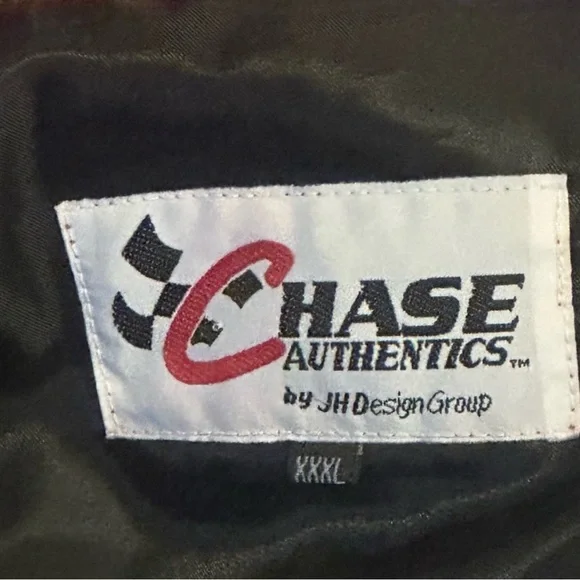 CHASE
AUTHENTICS™
by JH Design Group
XXXL